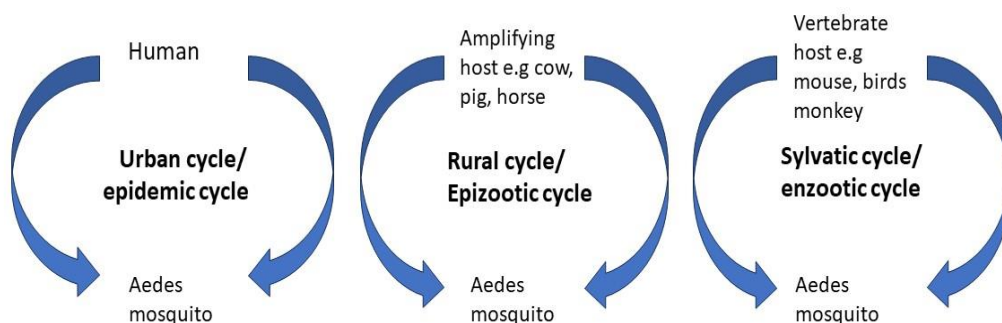 Human
Urban cycle/
epidemic cycle
Aedes
mosquito
Amplifying
host e.g cow,
pig, horse
Rural cycle/
Epizootic cycle
Aedes
mosquito
Vertebrate
host e.g
mouse, birds
monkey
Sylvatic cycle/
enzootic cycle
Aedes
mosquito